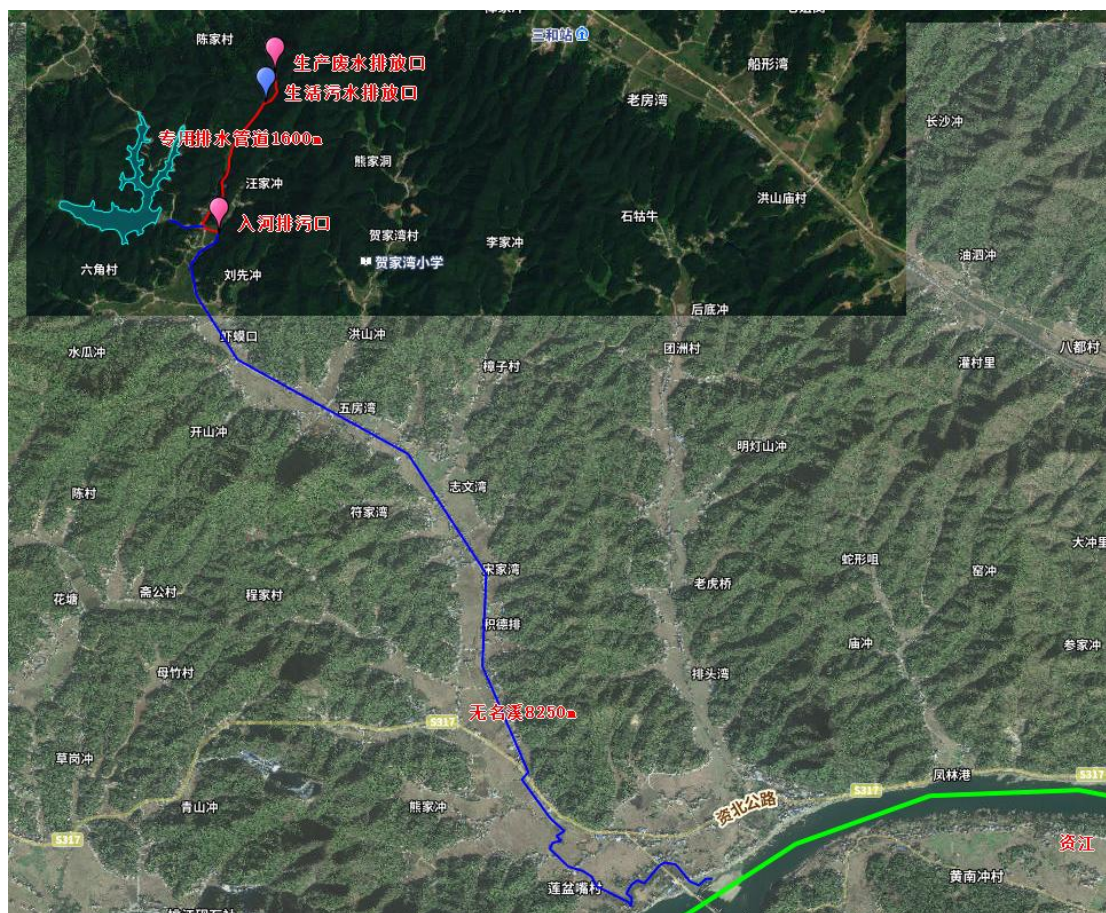 陈家村
三和站
生产废水排放口
船形湾
生活污水排放口
老房湾
长沙冲
专用排水管道1600m
熊家洞
汪家冲
洪山庙村
石牯牛
入河排污口
贺家湾村
李家冲
油泗冲
六角村
刘先冲
贺家湾小学
后底冲
虾蟆口
洪山冲
水瓜冲
团洲村
八都村
樟子村
灌村里
五房湾
开山冲
明灯山冲
志文湾
陈村
符家湾
大冲里
宋家湾
蛇形咀
窑冲
老虎桥
斋公村
程家村
花塘
积德排
庙冲
参家冲
母竹村
排头湾
无名溪8250m
S317
草岗冲
凤林港
S317
S317
青山冲
熊家冲
资北公路
S317
资江
莲盆嘴村
黄南冲村